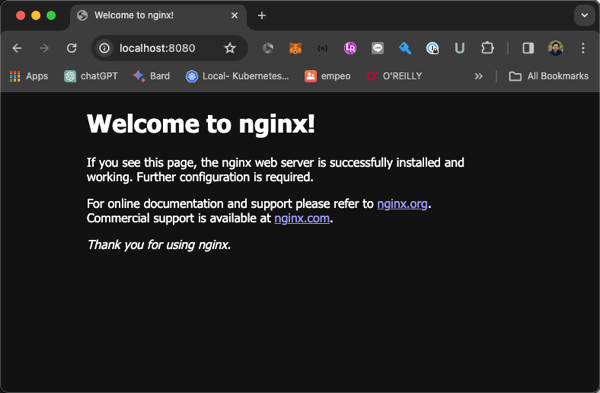 Welcome to nginx!
localhost:8080
Apps chatGPT Bard Local- Kubernetes... empeo O'REILLY All Bookmarks
Welcome to nginx!
If you see this page, the nginx web server is successfully installed and
working. Further configuration is required.
For online documentation and support please refer to nginx.org.
Commercial support is available at nginx.com.
Thank you for using nginx.